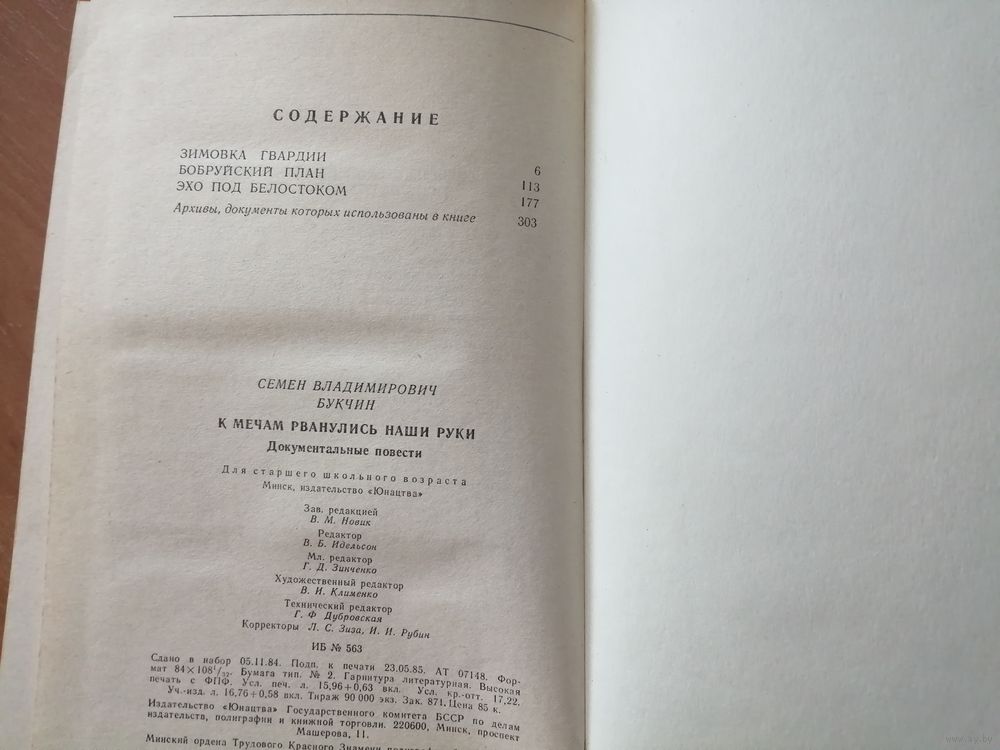 СОДЕРЖАНИЕ
ЗИМОВКА ГВАРДИИ 6
БОБРУЙСКИЙ ПЛАН 113
ЭХО ПОД БЕЛОСТОКОМ 177
Архивы, документы которых использованы в книге 303
СЕМЕН ВЛАДИМИРОВИЧ
БУКЧИН
К МЕЧАМ РВАНУЛИСЬ НАШИ РУКИ
Документальные повести
Для старшего школьного возраста
Минск, издательство «Юнацтва»
Зав. редакцией
В. М. Новик
Редактор
В. Б. Идельсон
Мл. редактор
Г. Д. Зинченко
Художественный редактор
В. И. Клименко
Технический редактор
Г. Ф Дубровская
Корректоры Л. С. Зиза, И. И. Рубин
ИБ № 563
Сдано в набор 05.11.84. Подп. к печати 23.05.85. АТ 07148. Фор-
мат 84×108 1/32. Бумага тип. № 2. Гарнитура литературная. Высокая
печать с ФПФ. Усл. печ. л. 15,96+0,63 вкл. Усл. кр.-отт. 17,22.
Уч.-изд. л. 16,76+0,58 вкл. Тираж 90 000 экз. Зак. 871. Цена 85 к.
Издательство «Юнацтва» Государственного комитета БССР по делам
издательств, полиграфии и книжной торговли. 220600, Минск, проспект
Машерова, 11.
Минский ордена Трудового Красного Знамени
www.ay.by